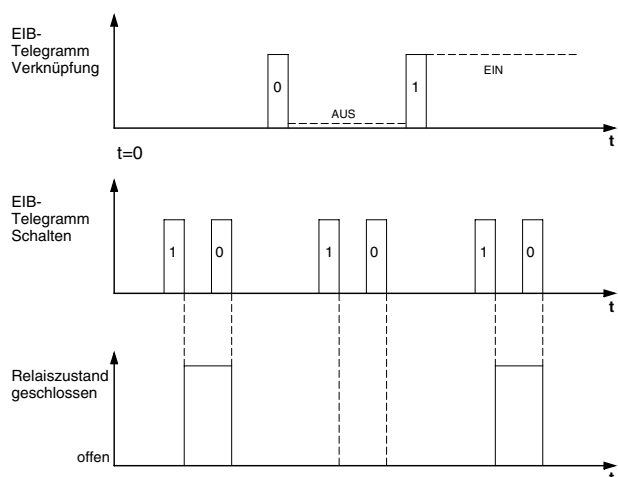 EIB-
Telegramm
Verknüpfung
0
1
EIN
AUS
t
t=0
EIB-
Telegramm
Schalten
1 0 1 0 1 0
t
Relaiszustand
geschlossen
offen
t